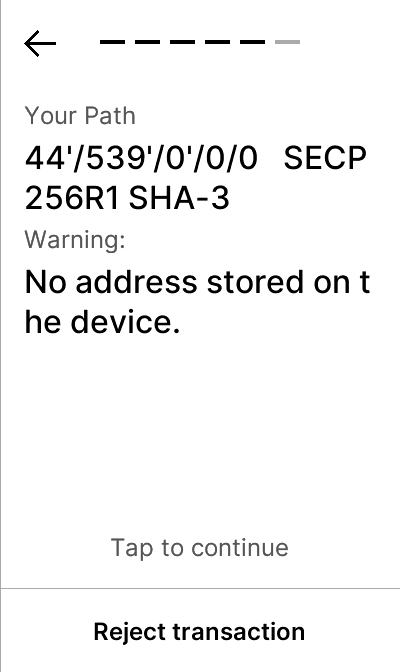 Your Path
44'/539'/0'/0/0   SECP
256R1 SHA-3
Warning:
No address stored on t
he device.
Tap to continue
Reject transaction